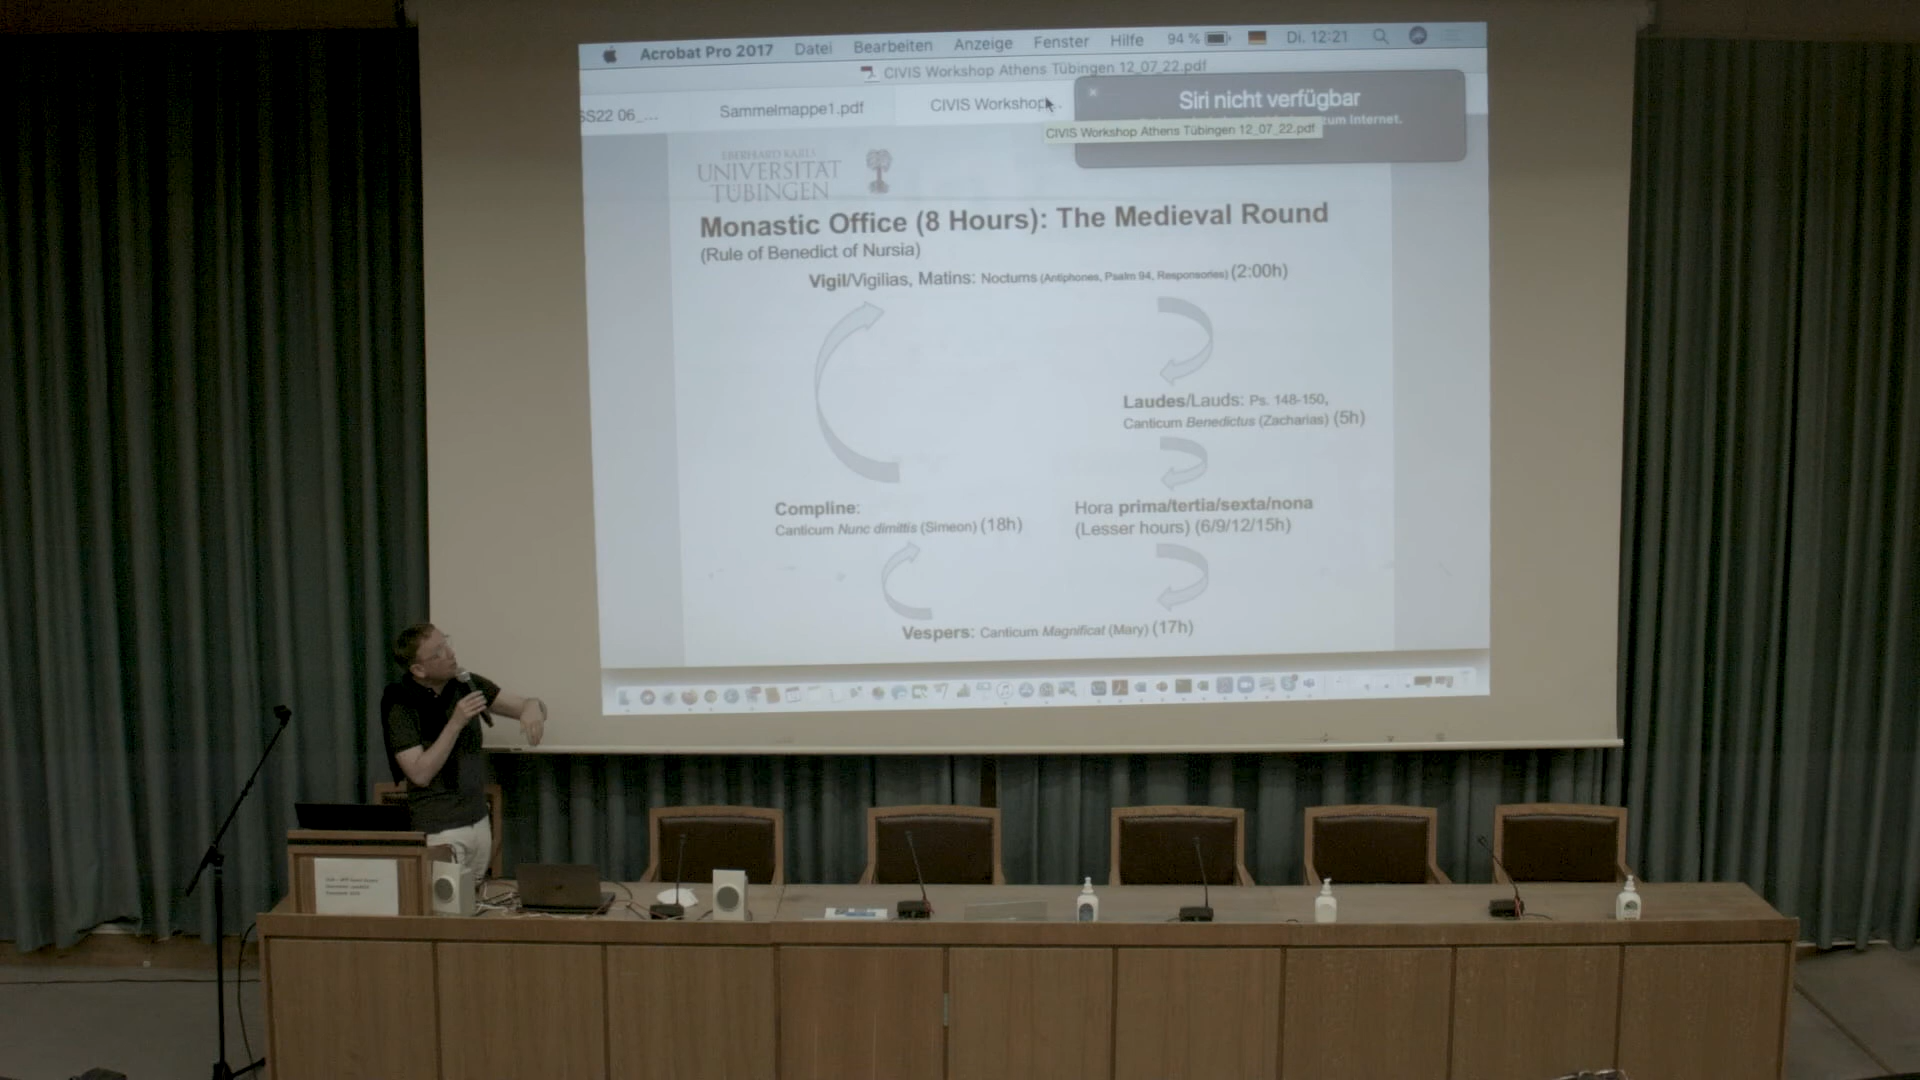 Acrobat Pro 2017 Datei Bearbeiten Anzeige Fenster Hilfe 94 % Di. 12:21
CIVIS Workshop Athens Tübingen 12_07_22.pdf
SS22 06_... Sammelmappe1.pdf CIVIS Workshop...
Siri nicht verfügbar
zum Internet.
CIVIS Workshop Athens Tübingen 12_07_22.pdf
EBERHARD KARLS
UNIVERSITÄT
TÜBINGEN
Monastic Office (8 Hours): The Medieval Round
(Rule of Benedict of Nursia)
Vigil/Vigilias, Matins: Nocturns (Antiphones, Psalm 94, Responsories) (2:00h)
Laudes/Lauds: Ps. 148-150,
Canticum Benedictus (Zacharias) (5h)
Compline:
Canticum Nunc dimittis (Simeon) (18h)
Hora prima/tertia/sexta/nona
(Lesser hours) (6/9/12/15h)
Vespers: Canticum Magnificat (Mary) (17h)